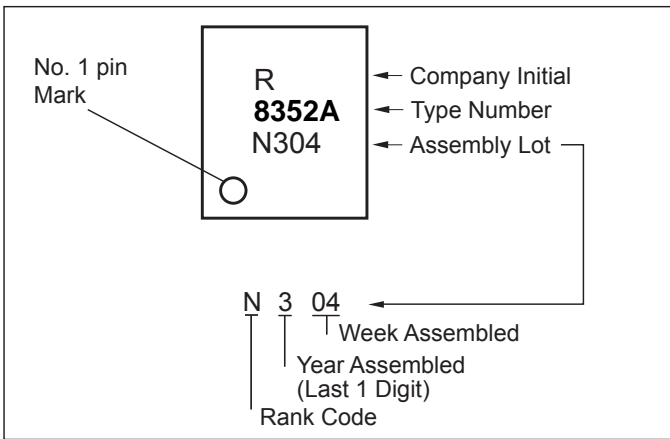 No. 1 pin
Mark
R
8352A
N304
Company Initial
Type Number
Assembly Lot
N 3 04
Week Assembled
Year Assembled
(Last 1 Digit)
Rank Code